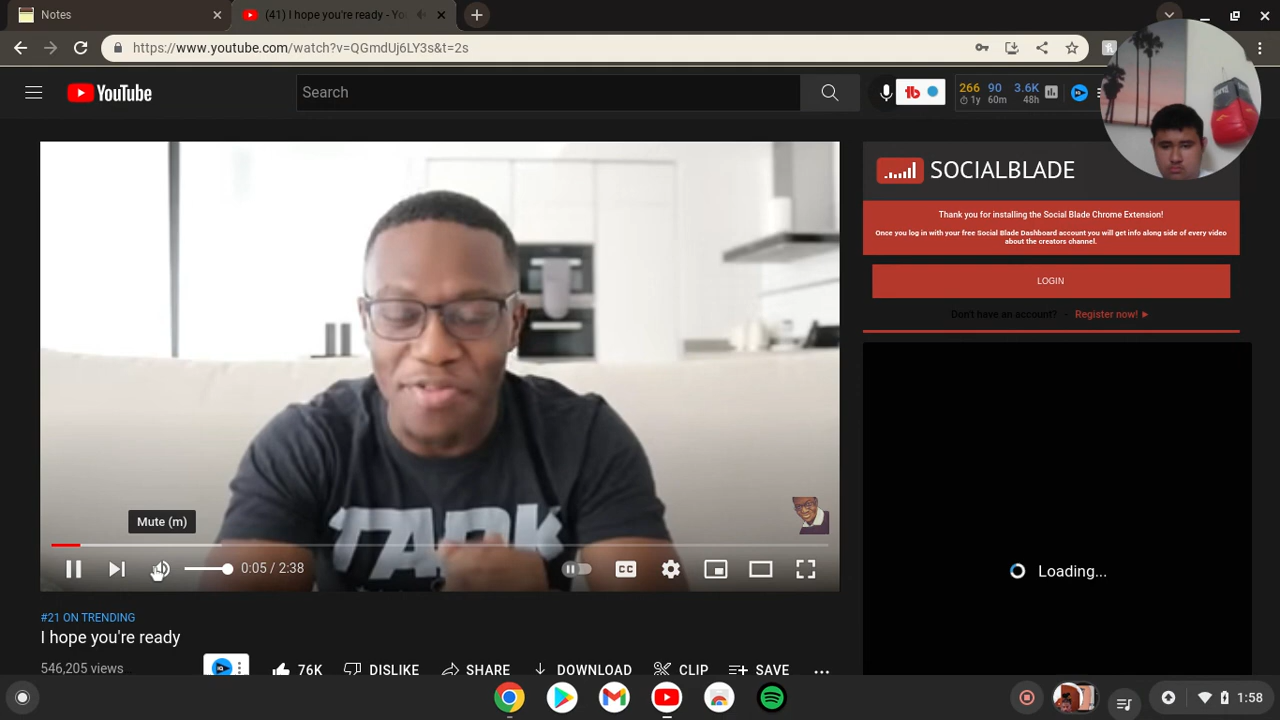 Notes
(41) I hope you're ready - Yo
https://www.youtube.com/watch?v=QGmdUj6LY3s&t=2s
YouTube
Search
tb
266 90 3.6K
1y 60m 48h
SOCIALBLADE
Thank you for installing the Social Blade Chrome Extension!
Once you log in with your free Social Blade Dashboard account you will get info along side of every video
about the creators channel.
LOGIN
Don't have an account? - Register now!
TANK
Mute (m)
0:05 / 2:38
CC
Loading...
#21 ON TRENDING
I hope you're ready
546,205 views
76K DISLIKE SHARE DOWNLOAD CLIP SAVE
1:58